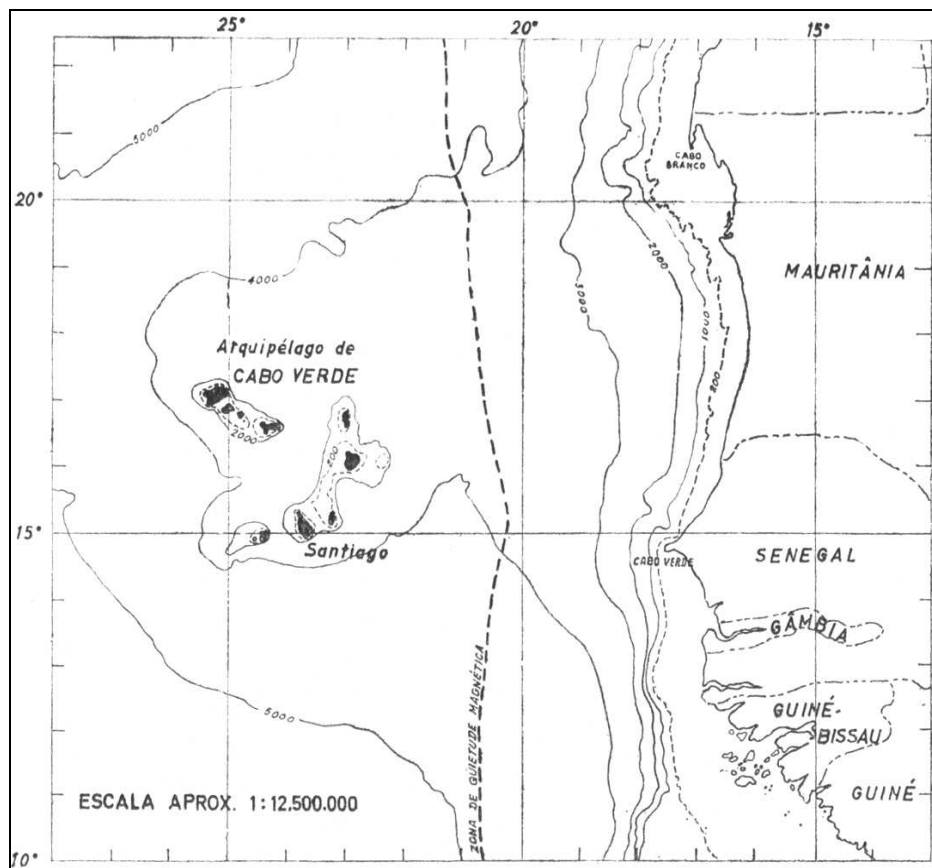 25°
20°
15°
5000
CABO
BRANCO
20°
2000
3000
MAURITÂNIA
4000
1000
Arquipélago de
CABO VERDE
200
2000
200
15°
Santiago
CABO VERDE
SENEGAL
GÂMBIA
ZONA DE QUIETUDE MAGNÉTICA
GUINÉ-
BISSAU
5000
ESCALA APROX. 1:12.500.000
GUINÉ
10°